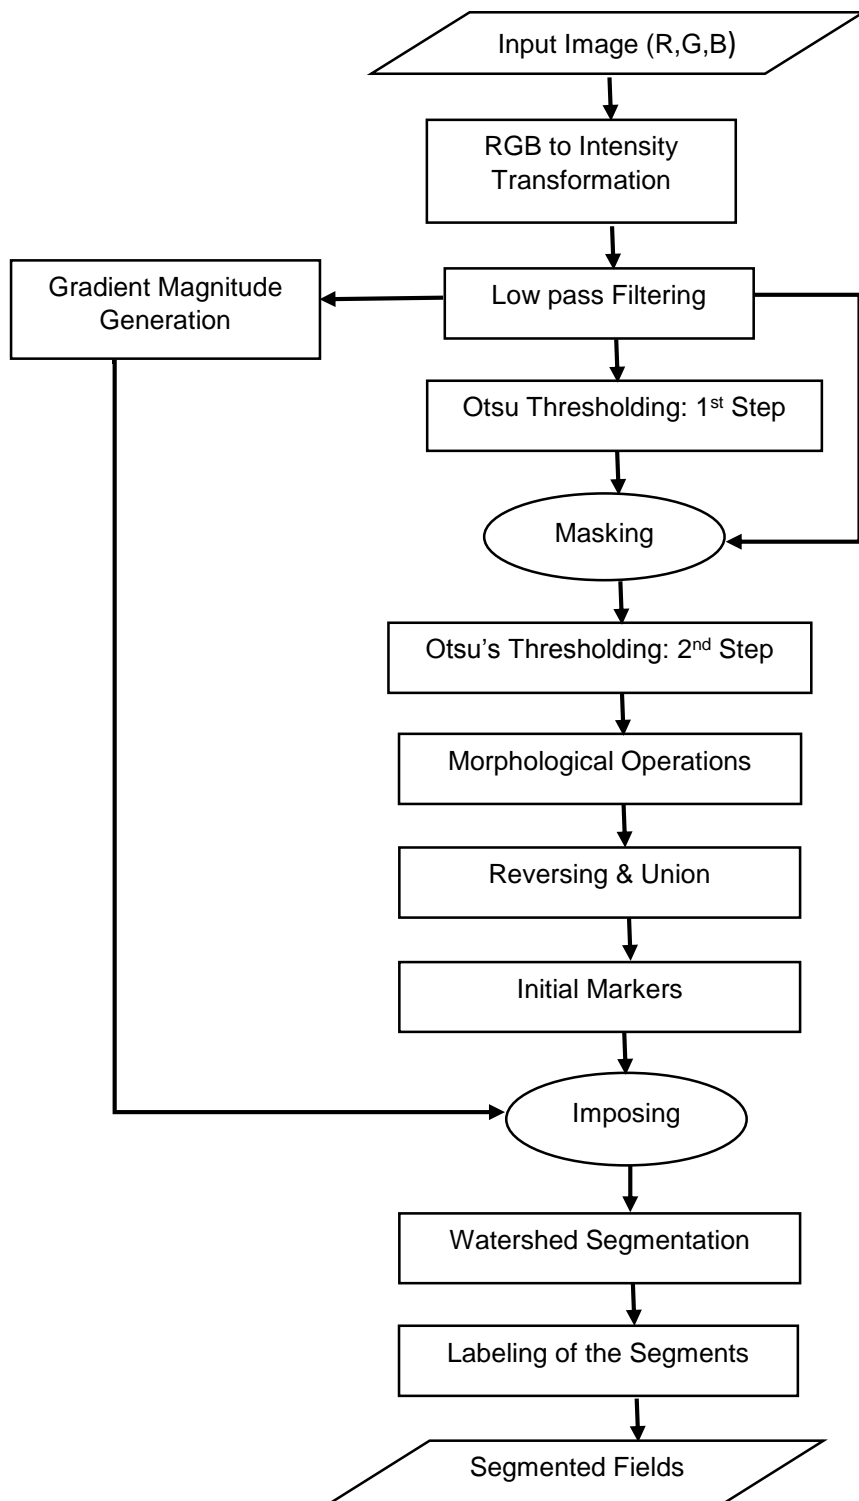 Input Image (R,G,B)
RGB to Intensity
Transformation
Gradient Magnitude
Generation
Low pass Filtering
Otsu Thresholding: 1st Step
Masking
Otsu’s Thresholding: 2nd Step
Morphological Operations
Reversing & Union
Initial Markers
Imposing
Watershed Segmentation
Labeling of the Segments
Segmented Fields